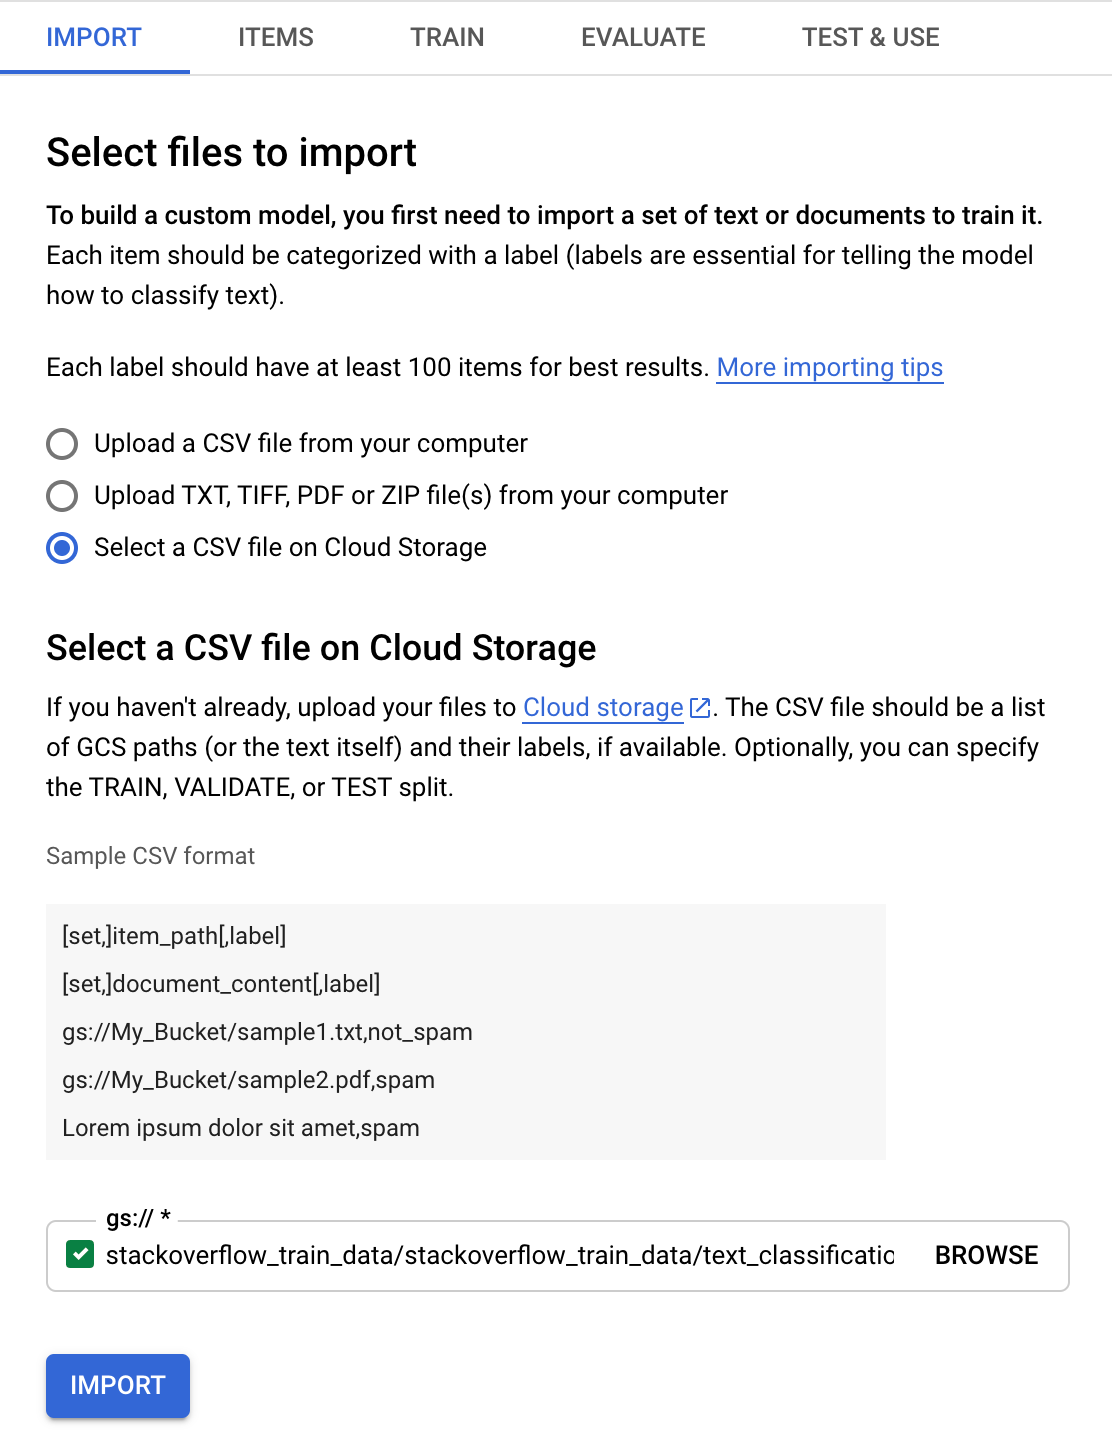 IMPORT ITEMS TRAIN EVALUATE TEST & USE
Select files to import
To build a custom model, you first need to import a set of text or documents to train it.
Each item should be categorized with a label (labels are essential for telling the model
how to classify text).
Each label should have at least 100 items for best results. More importing tips
Upload a CSV file from your computer
Upload TXT, TIFF, PDF or ZIP file(s) from your computer
Select a CSV file on Cloud Storage
Select a CSV file on Cloud Storage
If you haven't already, upload your files to Cloud storage. The CSV file should be a list
of GCS paths (or the text itself) and their labels, if available. Optionally, you can specify
the TRAIN, VALIDATE, or TEST split.
Sample CSV format
[set,]item_path[,label]
[set,]document_content[,label]
gs://My_Bucket/sample1.txt,not_spam
gs://My_Bucket/sample2.pdf,spam
Lorem ipsum dolor sit amet,spam
gs:// *
stackoverflow_train_data/stackoverflow_train_data/text_classificatio BROWSE
IMPORT